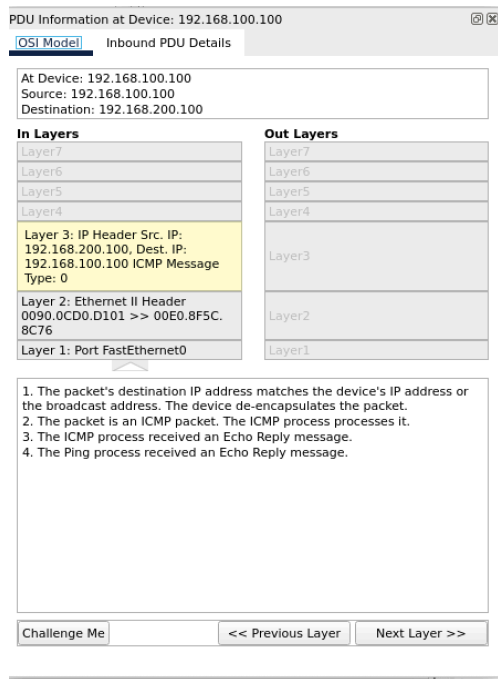 PDU Information at Device: 192.168.100.100
OSI Model Inbound PDU Details
At Device: 192.168.100.100
Source: 192.168.100.100
Destination: 192.168.200.100
In Layers
Out Layers
Layer7
Layer7
Layer6
Layer6
Layer5
Layer5
Layer4
Layer4
Layer 3: IP Header Src. IP:
192.168.200.100, Dest. IP:
192.168.100.100 ICMP Message
Type: 0
Layer3
Layer 2: Ethernet II Header
0090.0CD0.D101 >> 00E0.8F5C.
8C76
Layer2
Layer 1: Port FastEthernet0
Layer1
1. The packet's destination IP address matches the device's IP address or
the broadcast address. The device de-encapsulates the packet.
2. The packet is an ICMP packet. The ICMP process processes it.
3. The ICMP process received an Echo Reply message.
4. The Ping process received an Echo Reply message.
Challenge Me
<< Previous Layer
Next Layer >>